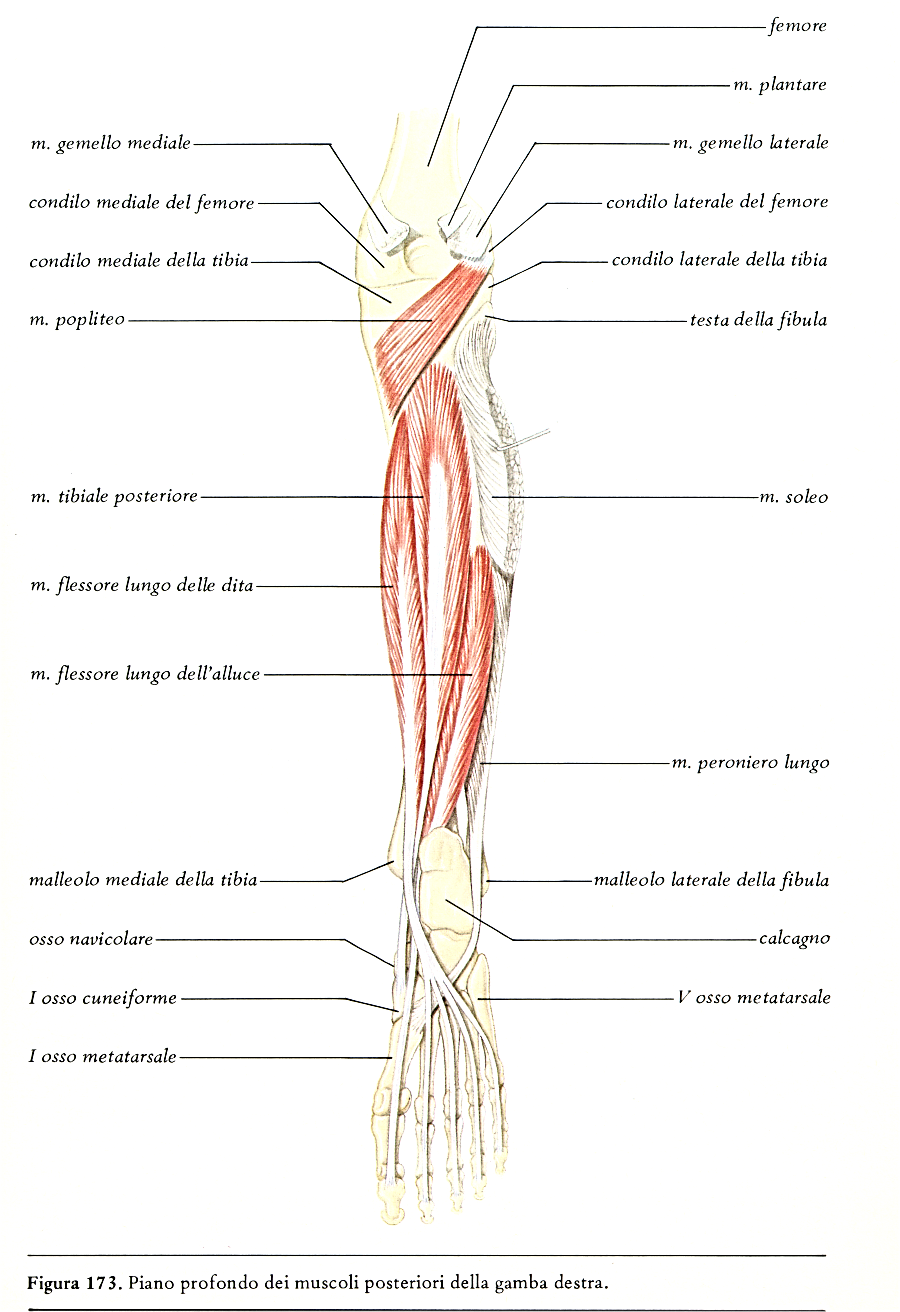 femore
m. plantare
m. gemello mediale
m. gemello laterale
condilo mediale del femore
condilo laterale del femore
condilo mediale della tibia
condilo laterale della tibia
m. popliteo
testa della fibula
m. tibiale posteriore
m. soleo
m. flessore lungo delle dita
m. flessore lungo dell'alluce
m. peroniero lungo
malleolo mediale della tibia
malleolo laterale della fibula
osso navicolare
calcagno
I osso cuneiforme
V osso metatarsale
I osso metatarsale
Figura 173. Piano profondo dei muscoli posteriori della gamba destra.